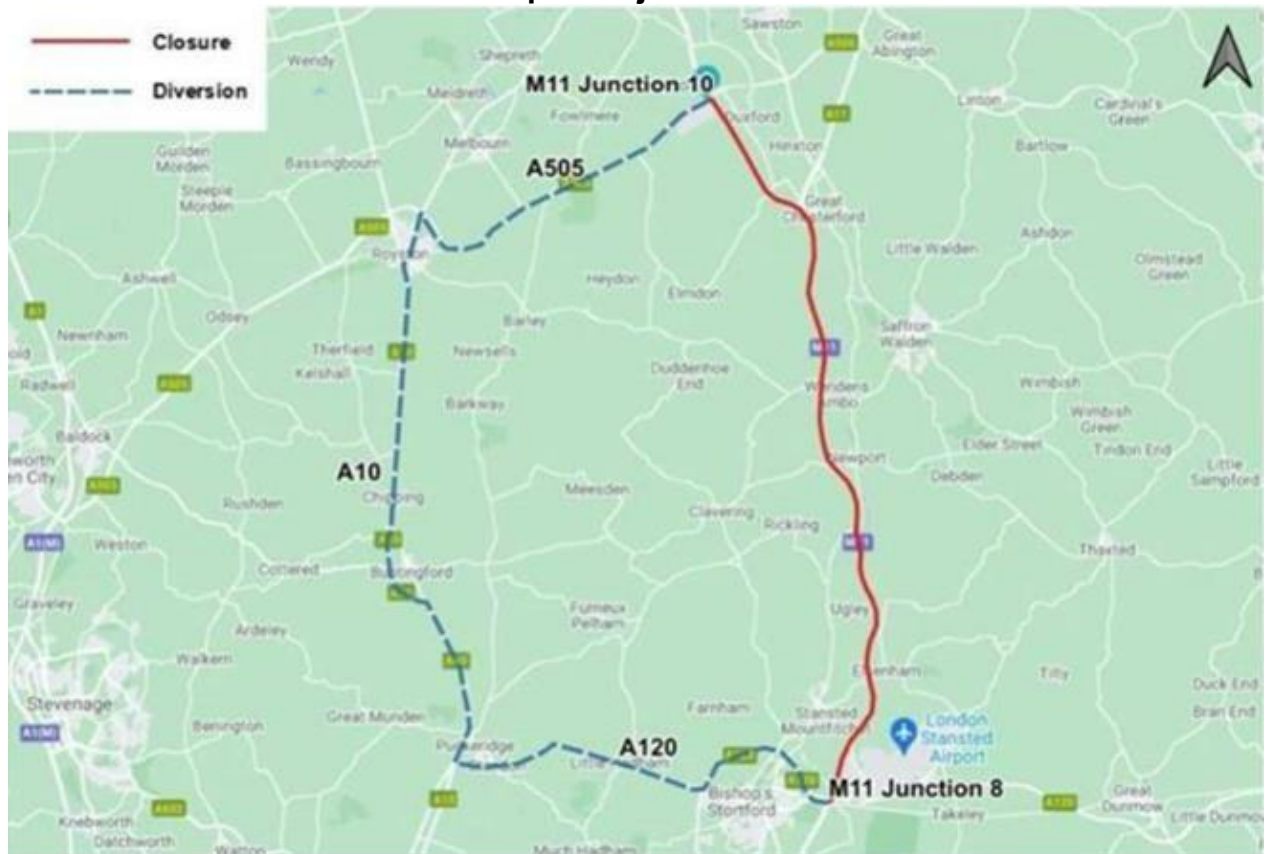 Closure
Diversion
M11 Junction 10
A505
A10
A120
M11 Junction 8
Sawston
Great
Abington
Wendy
Shepreth
Meldreth
Fowlmere
Duxford
Linton
Cardinal's
Green
Melbourn
Hinxton
Bartlow
Guilden
Morden
Bassingbourn
Steeple
Morden
Great
Chesterford
Ashdon
Little Walden
Olmstead
Green
Royston
Ashwell
Heydon
Elmdon
Odsey
Newnham
Barley
Saffron
Walden
Therfield
Newsells
Kelshall
Radwell
Duddenhoe
End
Wimbish
Barkway
Wimbish
Green
Baldock
Elder Street
Tindon End
Newport
Debden
Little
Sampford
Chipping
Meesden
Rushden
Clavering
Rickling
A1(M)
Weston
Thaxted
Cottered
Buntingford
Graveley
Furneux
Pelham
Ugley
Ardeley
Walkern
Elsenham
Tilty
Duck End
Stevenage
Great Munden
Farnham
Stansted
Mountfitchet
Bran End
A1(M)
Benington
Puckeridge
London
Stansted
Airport
Bishop's
Stortford
Takeley
Great
Dunmow
Little Dunmow
Knebworth
Datchworth
Watton
Much Hadham